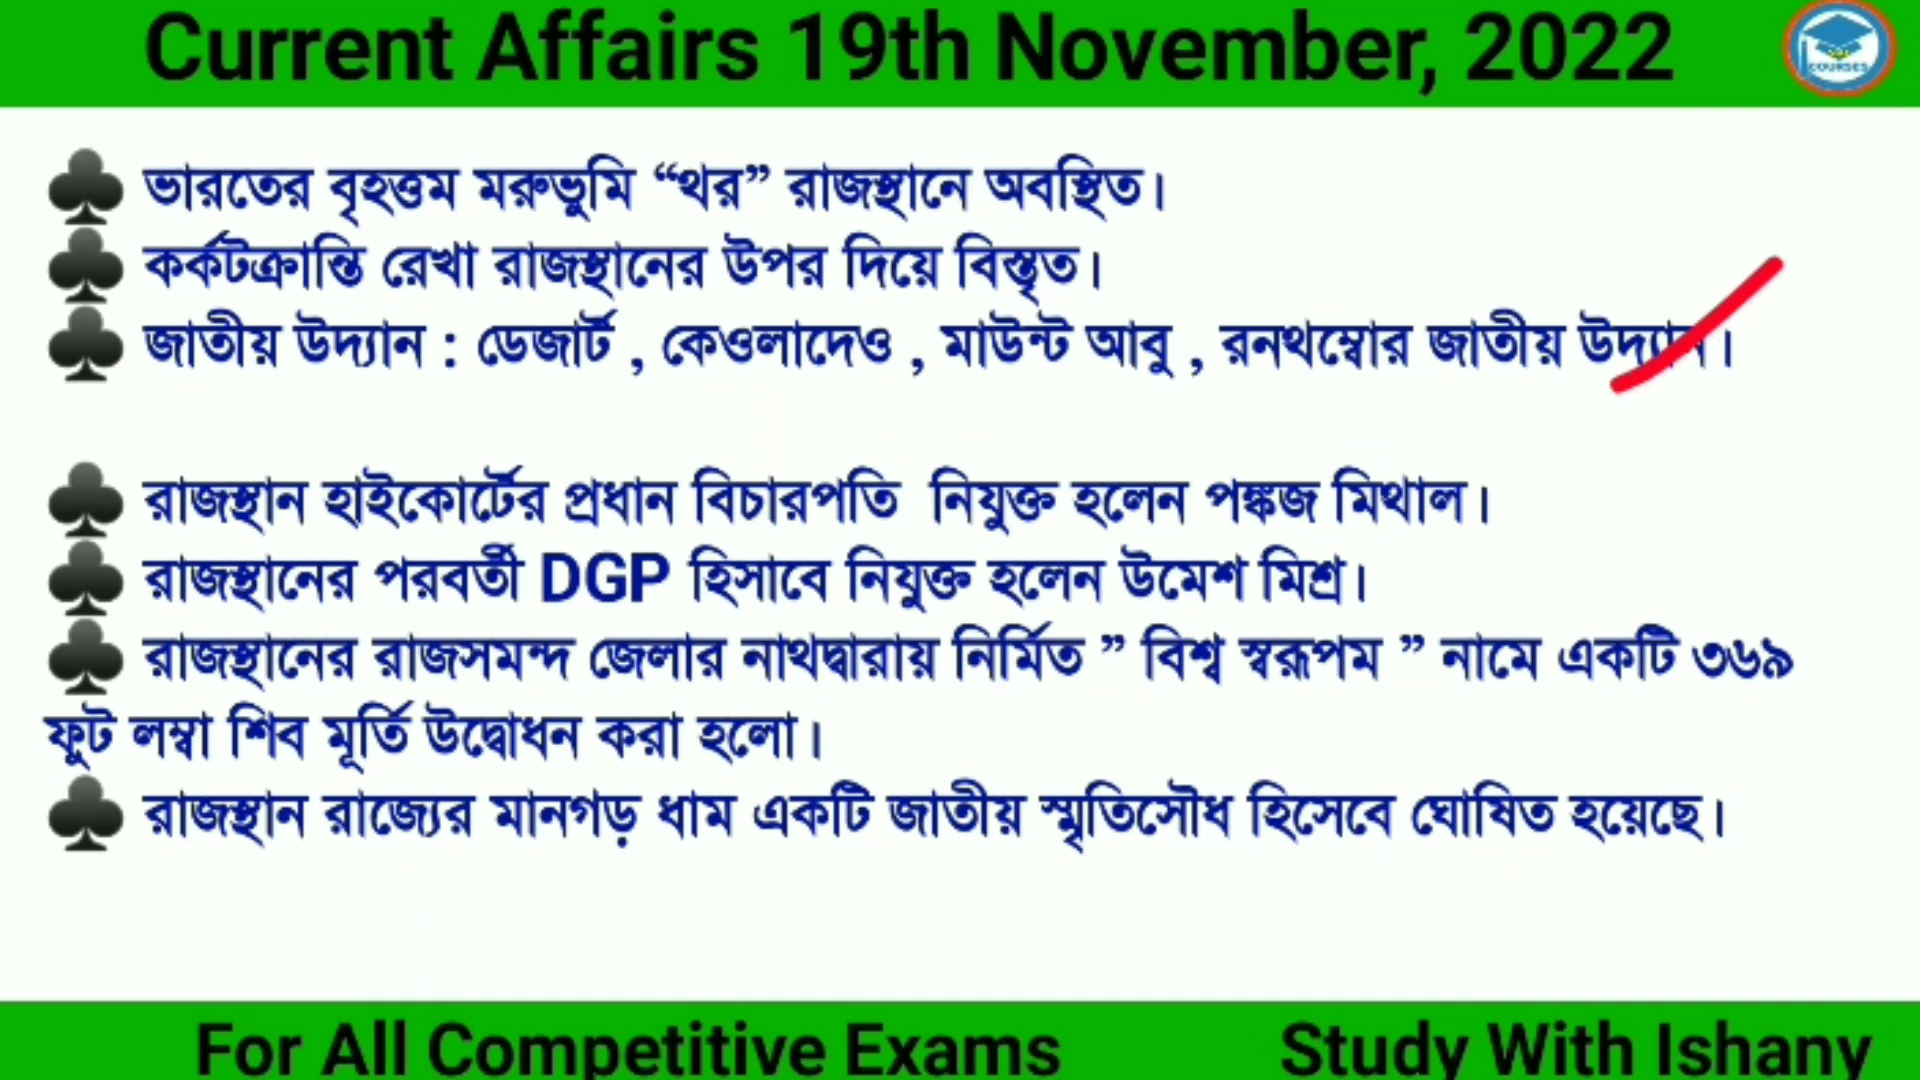 Current Affairs 19th November, 2022
COURSES
♣ ভারতের বৃহত্তম মরুভুমি “থর” রাজস্থানে অবস্থিত।
♣ কর্কটক্রান্তি রেখা রাজস্থানের উপর দিয়ে বিস্তৃত।
♣ জাতীয় উদ্যান : ডেজার্ট , কেওলাদেও , মাউন্ট আবু , রনথম্বোর জাতীয় উদ্যান।
♣ রাজস্থান হাইকোর্টের প্রধান বিচারপতি নিযুক্ত হলেন পঙ্কজ মিথাল।
♣ রাজস্থানের পরবর্তী DGP হিসাবে নিযুক্ত হলেন উমেশ মিশ্র।
♣ রাজস্থানের রাজসমন্দ জেলার নাথদ্বারায় নির্মিত ” বিশ্ব স্বরূপম ” নামে একটি ৩৬৯
ফুট লম্বা শিব মূর্তি উদ্বোধন করা হলো।
♣ রাজস্থান রাজ্যের মানগড় ধাম একটি জাতীয় স্মৃতিসৌধ হিসেবে ঘোষিত হয়েছে।
For All Competitive Exams
Study With Ishany